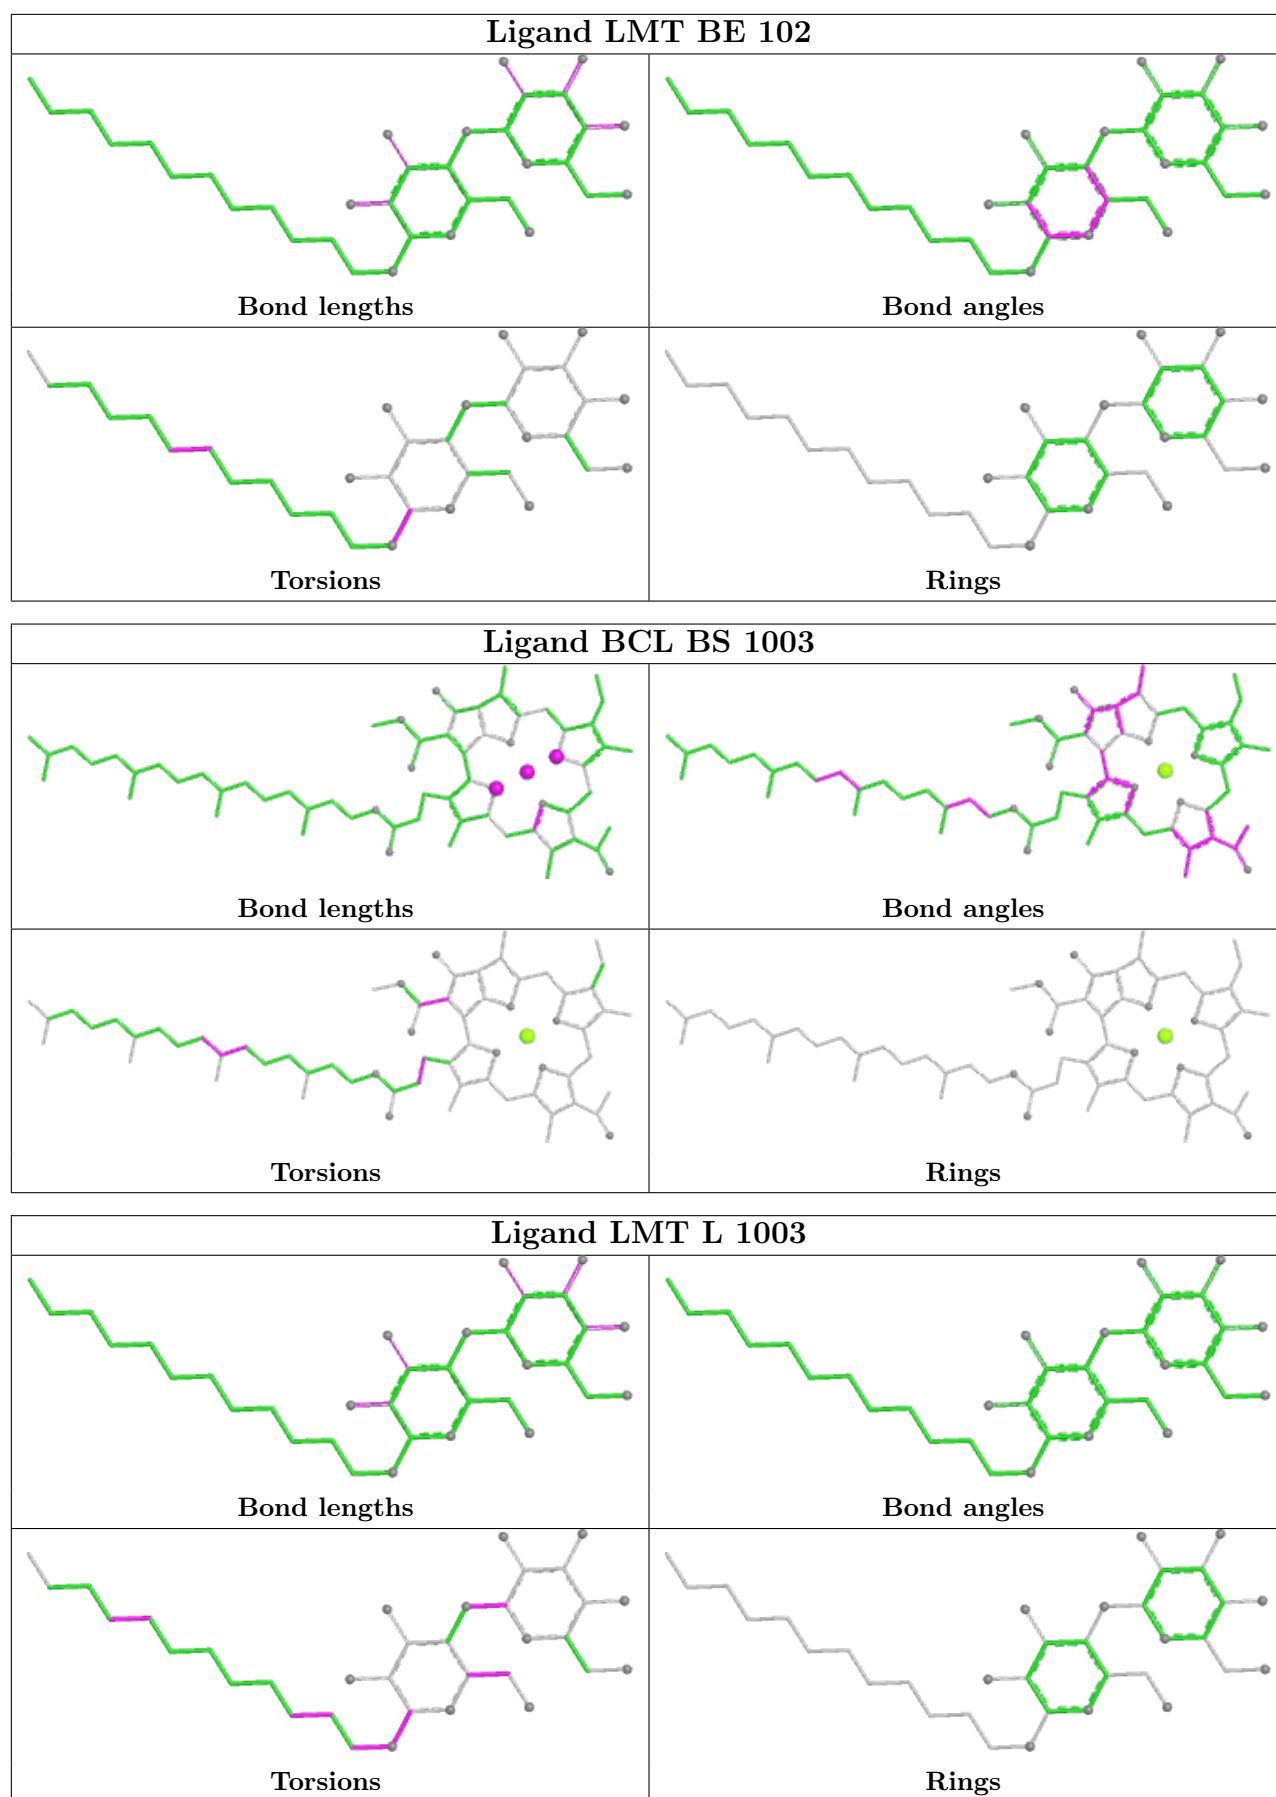 Ligand LMT BE 102
Bond lengths
Bond angles
Torsions
Rings
Ligand BCL BS 1003
Bond lengths
Bond angles
Torsions
Rings
Ligand LMT L 1003
Bond lengths
Bond angles
Torsions
Rings